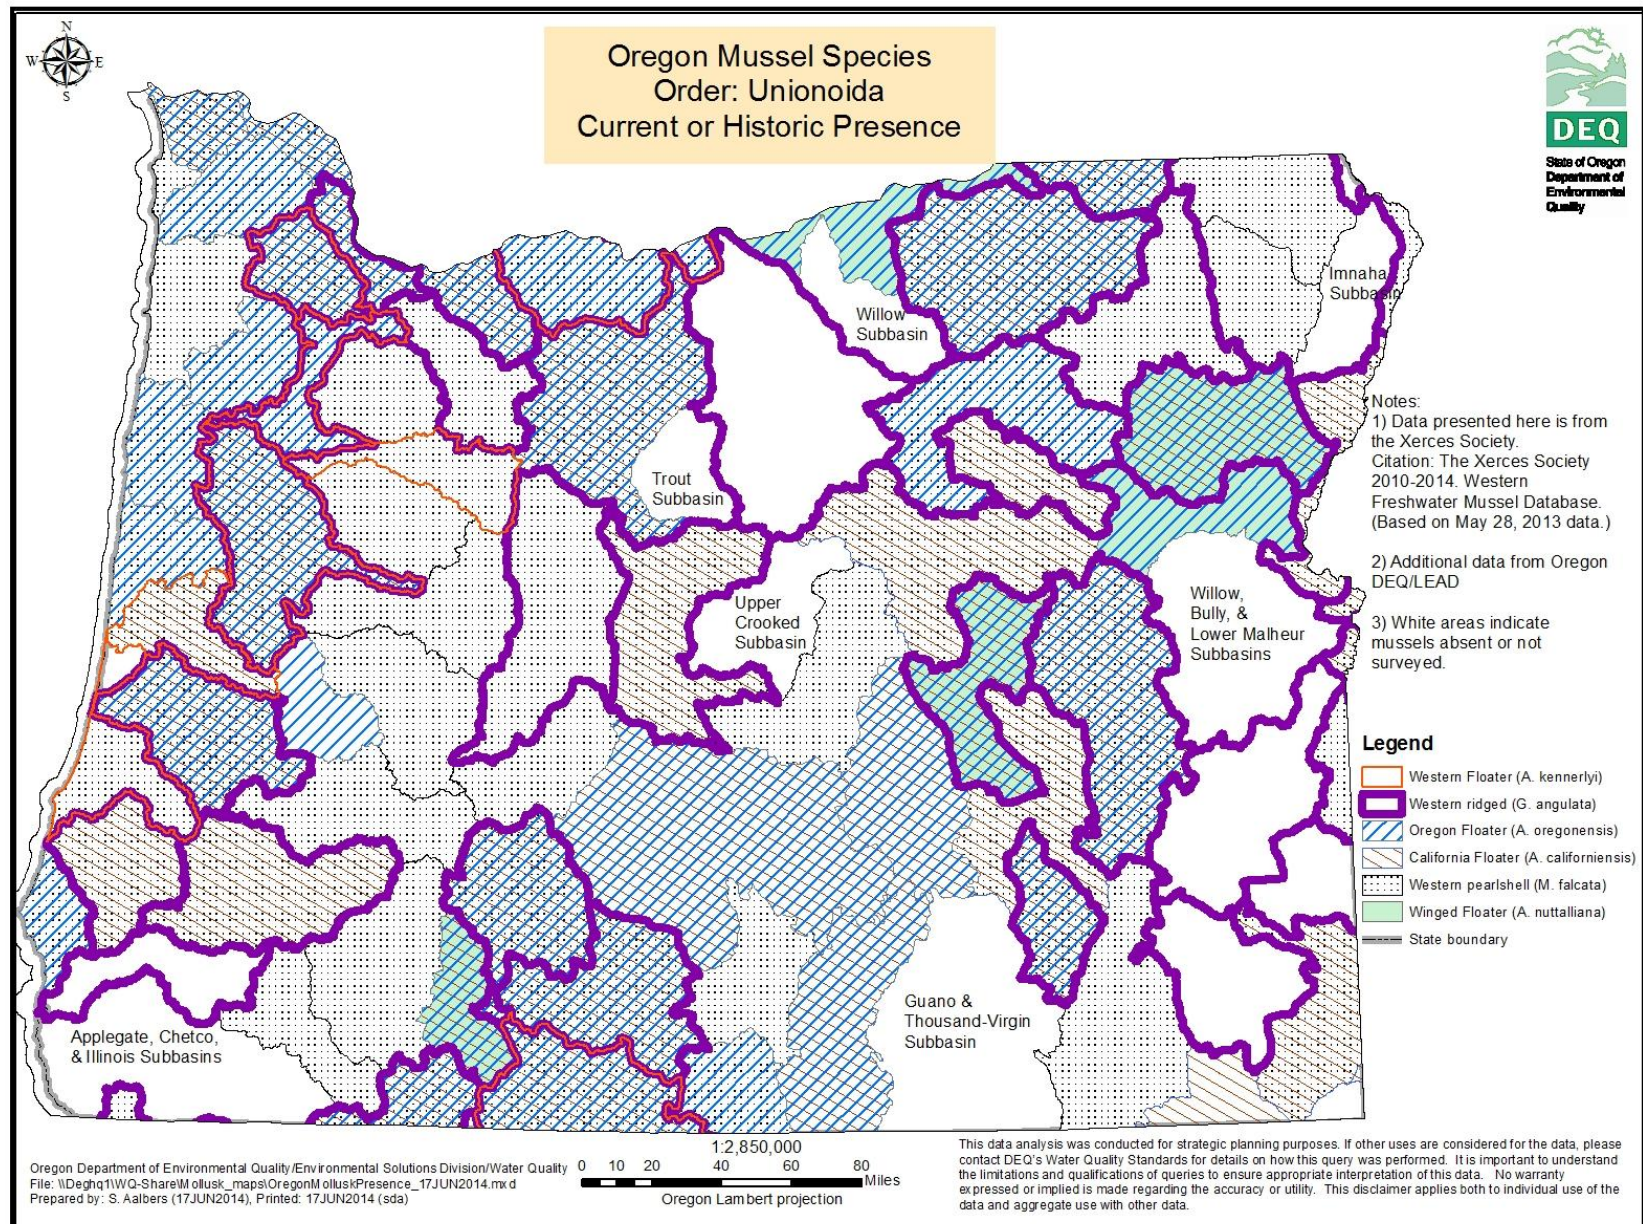 Oregon Mussel Species
Order: Unionoida
Current or Historic Presence
N
W
E
S
DEQ
State of Oregon
Department of
Environmental
Quality
Imnaha
Subbasin
Willow
Subbasin
Trout
Subbasin
Upper
Crooked
Subbasin
Willow,
Bully, &
Lower Malheur
Subbasins
Guano &
Thousand-Virgin
Subbasin
Applegate, Chetco,
& Illinois Subbasins
Notes:
1) Data presented here is from
the Xerces Society.
Citation: The Xerces Society
2010-2014. Western
Freshwater Mussel Database.
(Based on May 28, 2013 data.)
2) Additional data from Oregon
DEQ/LEAD
3) White areas indicate
mussels absent or not
surveyed.
Legend
Western Floater (A. kennerlyi)
Western ridged (G. angulata)
Oregon Floater (A. oregonensis)
California Floater (A. californiensis)
Western pearlshell (M. falcata)
Winged Floater (A. nuttalliana)
State boundary
Oregon Department of Environmental Quality/Environmental Solutions Division/Water Quality
File: \\Deqhq1\WQ-Share\Mollusk_maps\OregonMolluskPresence_17JUN2014.mxd
Prepared by: S. Aalbers (17JUN2014), Printed: 17JUN2014 (sda)
1:2,850,000
0 10 20 40 60 80
Miles
Oregon Lambert projection
This data analysis was conducted for strategic planning purposes. If other uses are considered for the data, please
contact DEQ's Water Quality Standards for details on how this query was performed. It is important to understand
the limitations and qualifications of queries to ensure appropriate interpretation of this data. No warranty
expressed or implied is made regarding the accuracy or utility. This disclaimer applies both to individual use of the
data and aggregate use with other data.